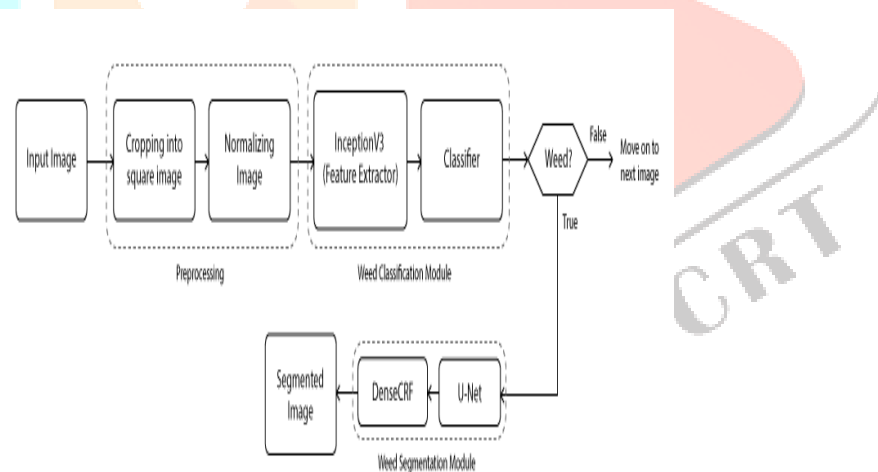 Input Image
Cropping into
square image
Normalizing
Image
Preprocessing
InceptionV3
(Feature Extractor)
Classifier
Weed Classification Module
Weed?
False
Move on to
next image
True
U-Net
DenseCRF
Weed Segmentation Module
Segmented
Image
CRT